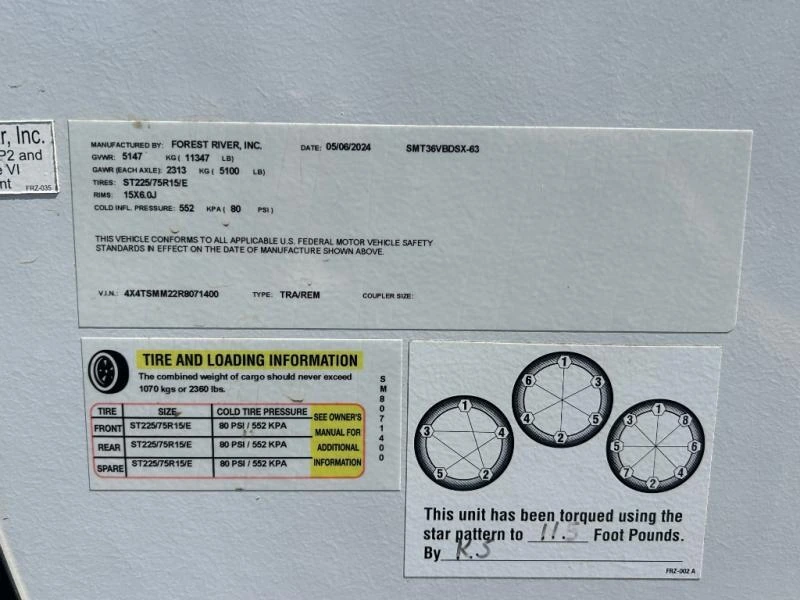 r, Inc.
P2 and
e VI
nt
FRZ-035
MANUFACTURED BY: FOREST RIVER, INC. DATE: 05/06/2024 SMT36VBDSX-63
GVWR: 5147 KG ( 11347 LB)
GAWR (EACH AXLE): 2313 KG ( 5100 LB)
TIRES: ST225/75R15/E
RIMS: 15X6.0J
COLD INFL. PRESSURE: 552 KPA ( 80 PSI )
THIS VEHICLE CONFORMS TO ALL APPLICABLE U.S. FEDERAL MOTOR VEHICLE SAFETY
STANDARDS IN EFFECT ON THE DATE OF MANUFACTURE SHOWN ABOVE.
V.I.N.: 4X4TSMM22R8071400 TYPE: TRA/REM COUPLER SIZE:
TIRE AND LOADING INFORMATION
The combined weight of cargo should never exceed
1070 kgs or 2360 lbs.
TIRE SIZE COLD TIRE PRESSURE
FRONT ST225/75R15/E 80 PSI / 552 KPA
REAR ST225/75R15/E 80 PSI / 552 KPA
SPARE ST225/75R15/E 80 PSI / 552 KPA
SEE OWNER'S
MANUAL FOR
ADDITIONAL
INFORMATION
SM8071400
1
3
4
5
2
1
6
3
4
5
2
1
3
8
5
6
7
4
2
This unit has been torqued using the
star pattern to 115 Foot Pounds.
By R.S
FRZ-002 A